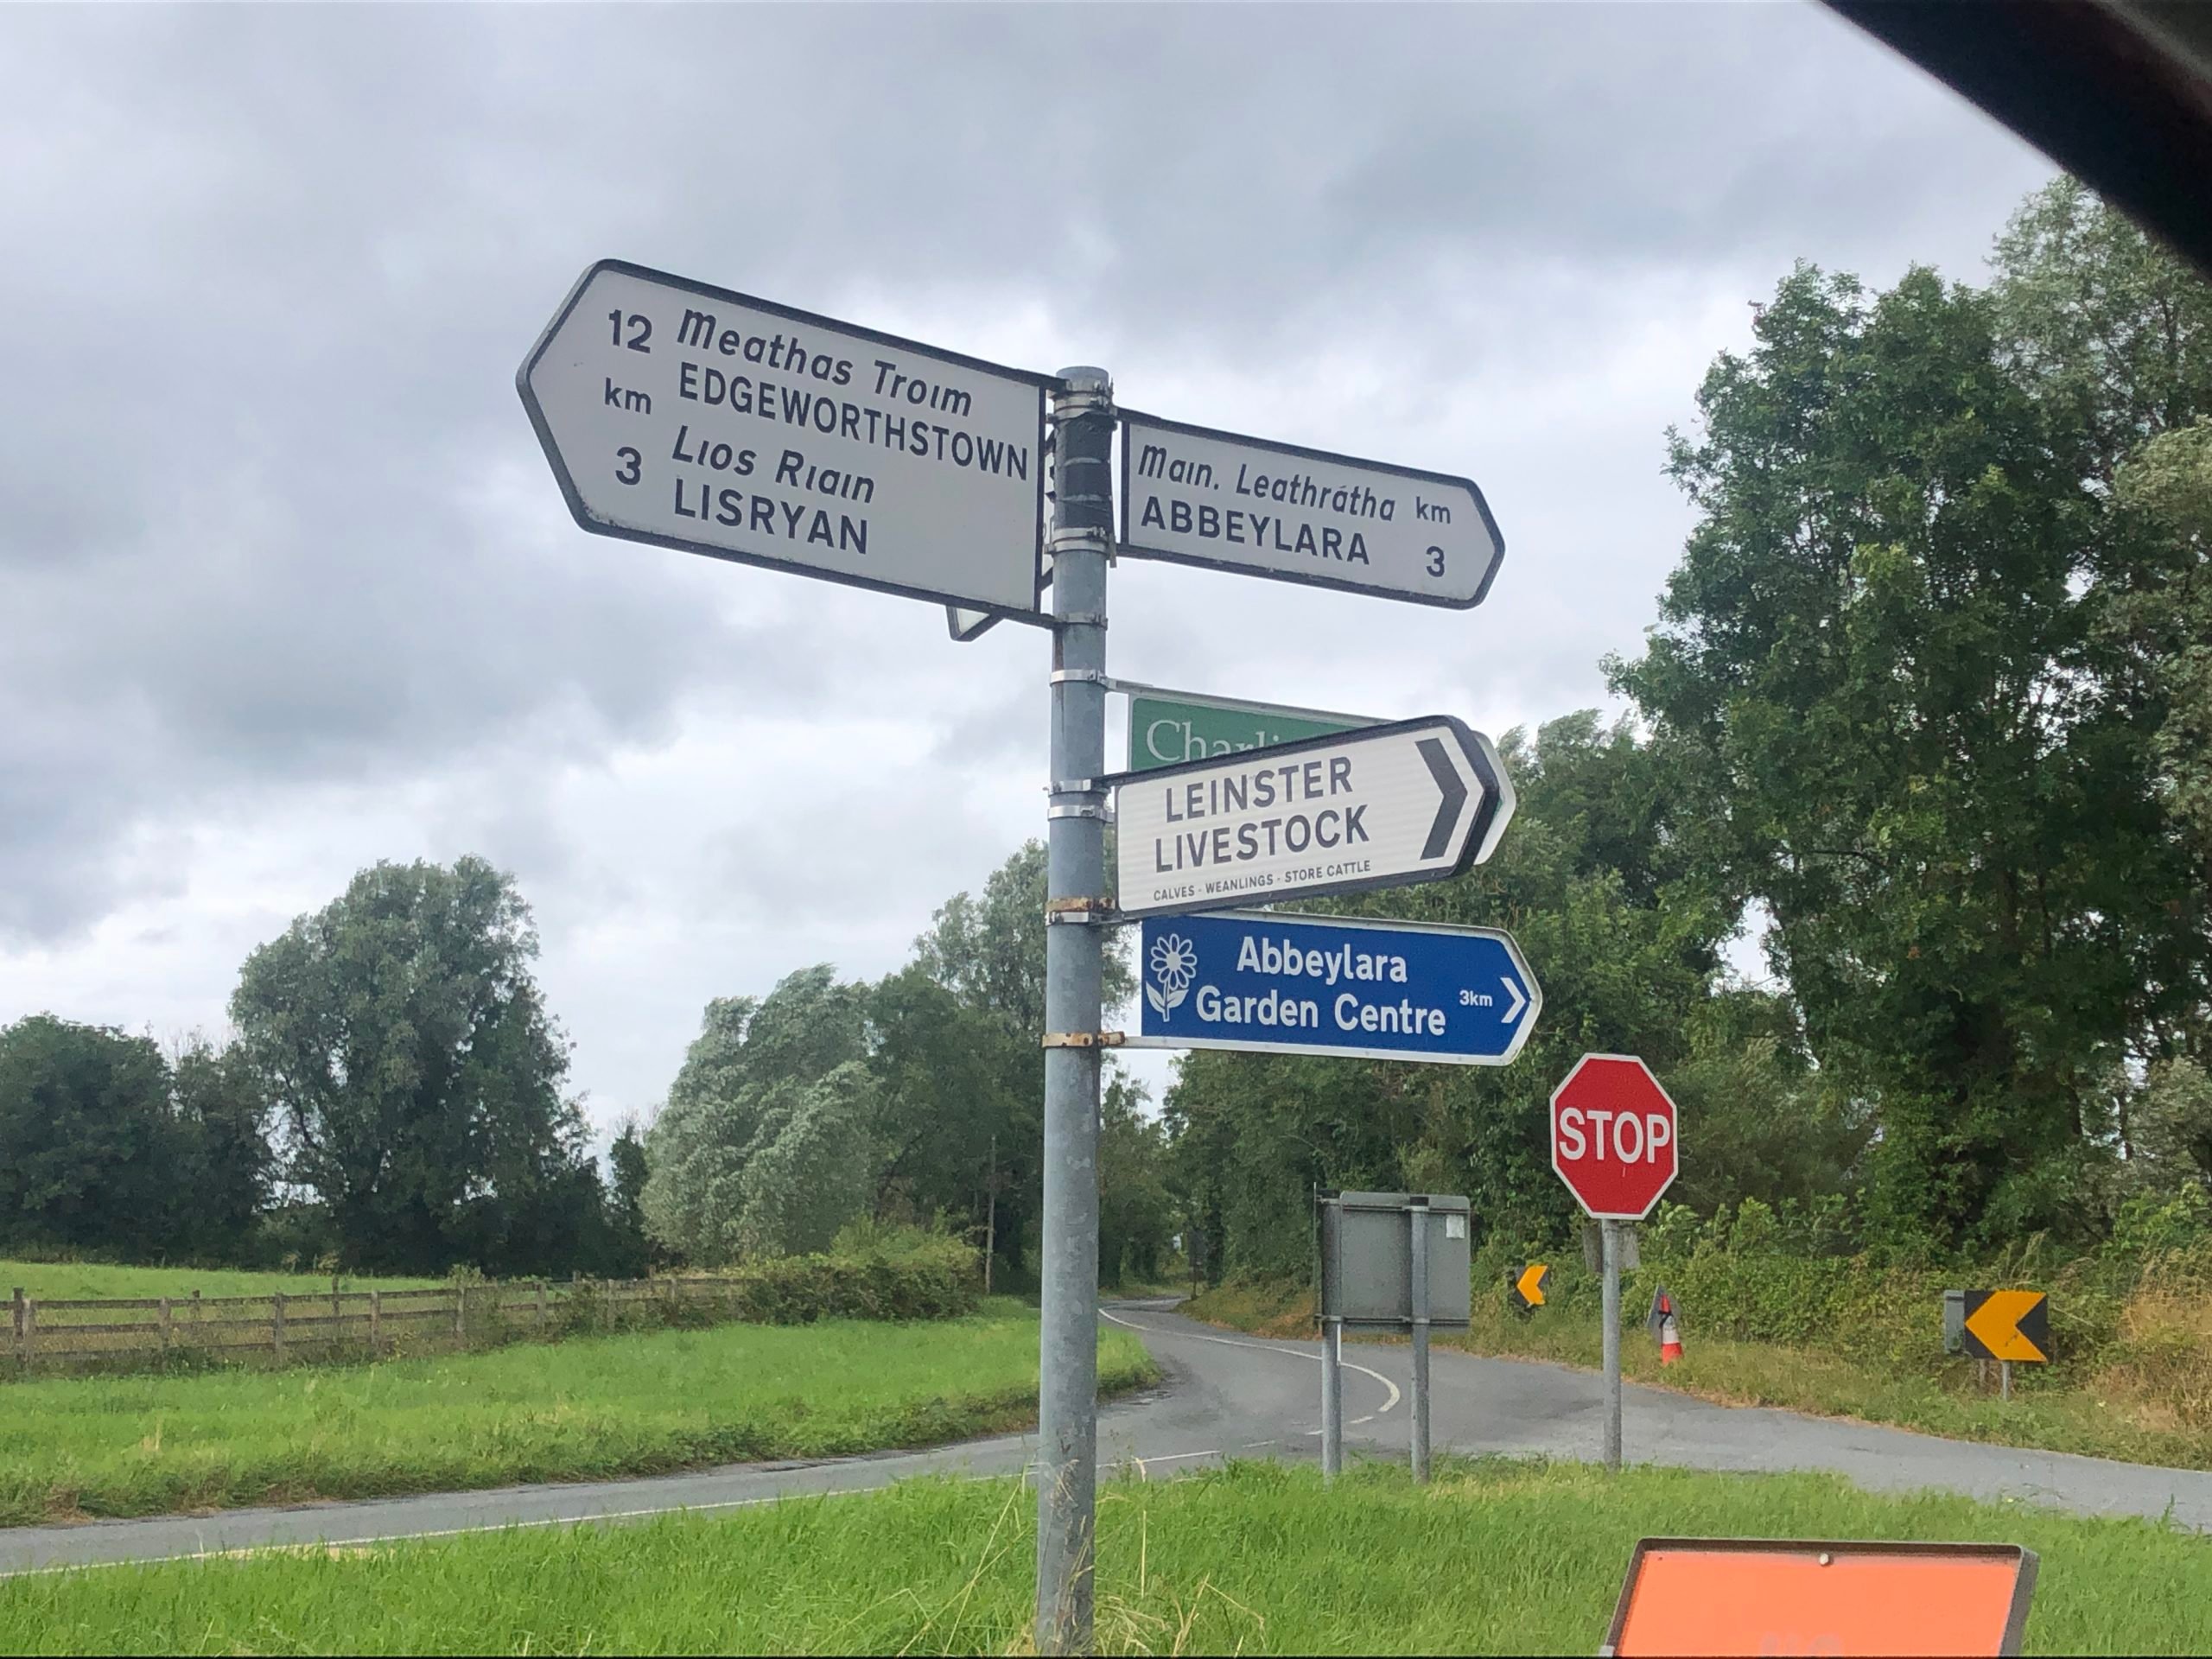 12 Meathas Troim
EDGEWORTHSTOWN
km
3 Lios Riain
LISRYAN
Main. Leathrátha km
ABBEYLARA 3
LEINSTER
LIVESTOCK
CALVES - WEANLINGS - STORE CATTLE
Abbeylara
Garden Centre 3km
STOP